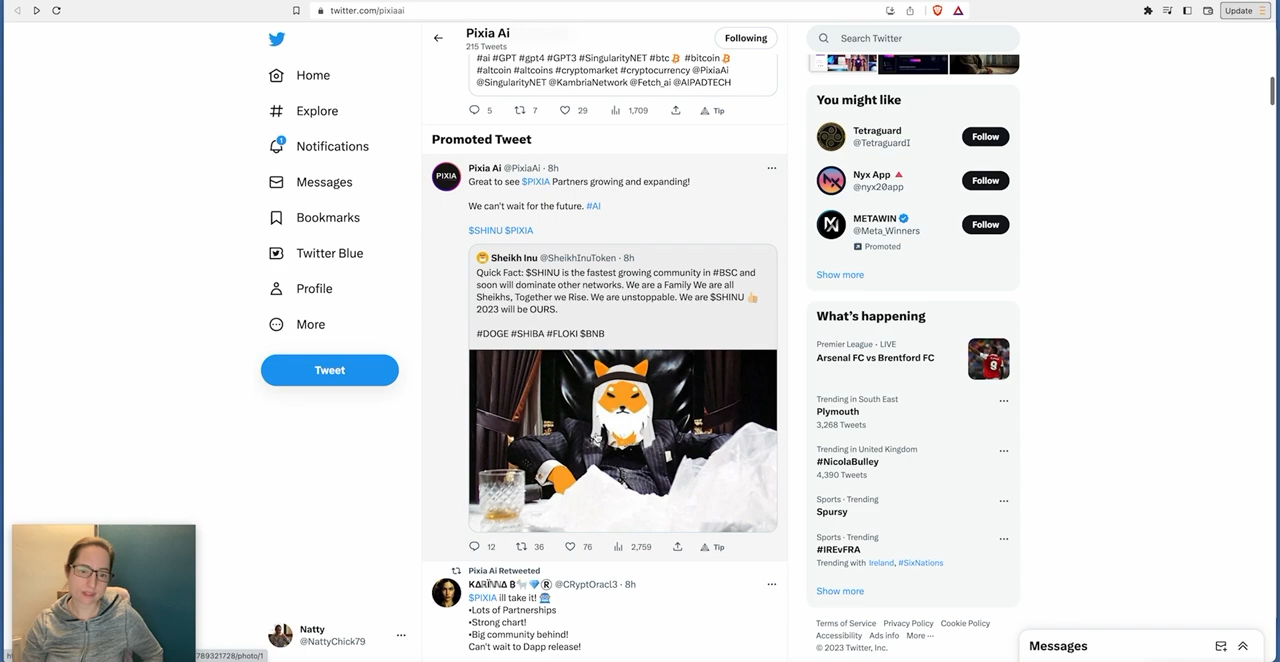 twitter.com/pixiaai
Update
Home
Explore
1
Notifications
Messages
Bookmarks
Twitter Blue
Profile
More
Tweet
Natty
@NattyChick79
789321728/photo/1
Pixia Ai
215 Tweets
Following
#ai #GPT #gpt4 #GPT3 #SingularityNET #btc #bitcoin
#altcoin #altcoins #cryptomarket #cryptocurrency @PixiaAi
@SingularityNET @KambriaNetwork @Fetch_ai @AIPADTECH
5 7 29 1,709 Tip
Promoted Tweet
PIXIA
Pixia Ai @PixiaAi · 8h
Great to see $PIXIA Partners growing and expanding!
We can't wait for the future. #AI
$SHINU $PIXIA
Sheikh Inu @SheikhInuToken · 8h
Quick Fact: $SHINU is the fastest growing community in #BSC and
soon will dominate other networks. We are a Family We are all
Sheikhs, Together we Rise. We are unstoppable. We are $SHINU 👍
2023 will be OURS.
#DOGE #SHIBA #FLOKI $BNB
12 36 76 2,759 Tip
Pixia Ai Retweeted
@CRyptOracl3 · 8h
$PIXIA ill take it!
•Lots of Partnerships
•Strong chart!
•Big community behind!
Can't wait to Dapp release!
Search Twitter
You might like
Tetraguard
@TetraguardI
Follow
Nyx App
@nyx20app
Follow
METAWIN
@Meta_Winners
Promoted
Follow
Show more
What's happening
Premier League · LIVE
Arsenal FC vs Brentford FC
Trending in South East
Plymouth
3,268 Tweets
Trending in United Kingdom
#NicolaBulley
4,390 Tweets
Sports · Trending
Spursy
Sports · Trending
#IREvFRA
Trending with Ireland, #SixNations
Show more
Terms of Service Privacy Policy Cookie Policy
Accessibility Ads info More ···
© 2023 Twitter, Inc.
Messages